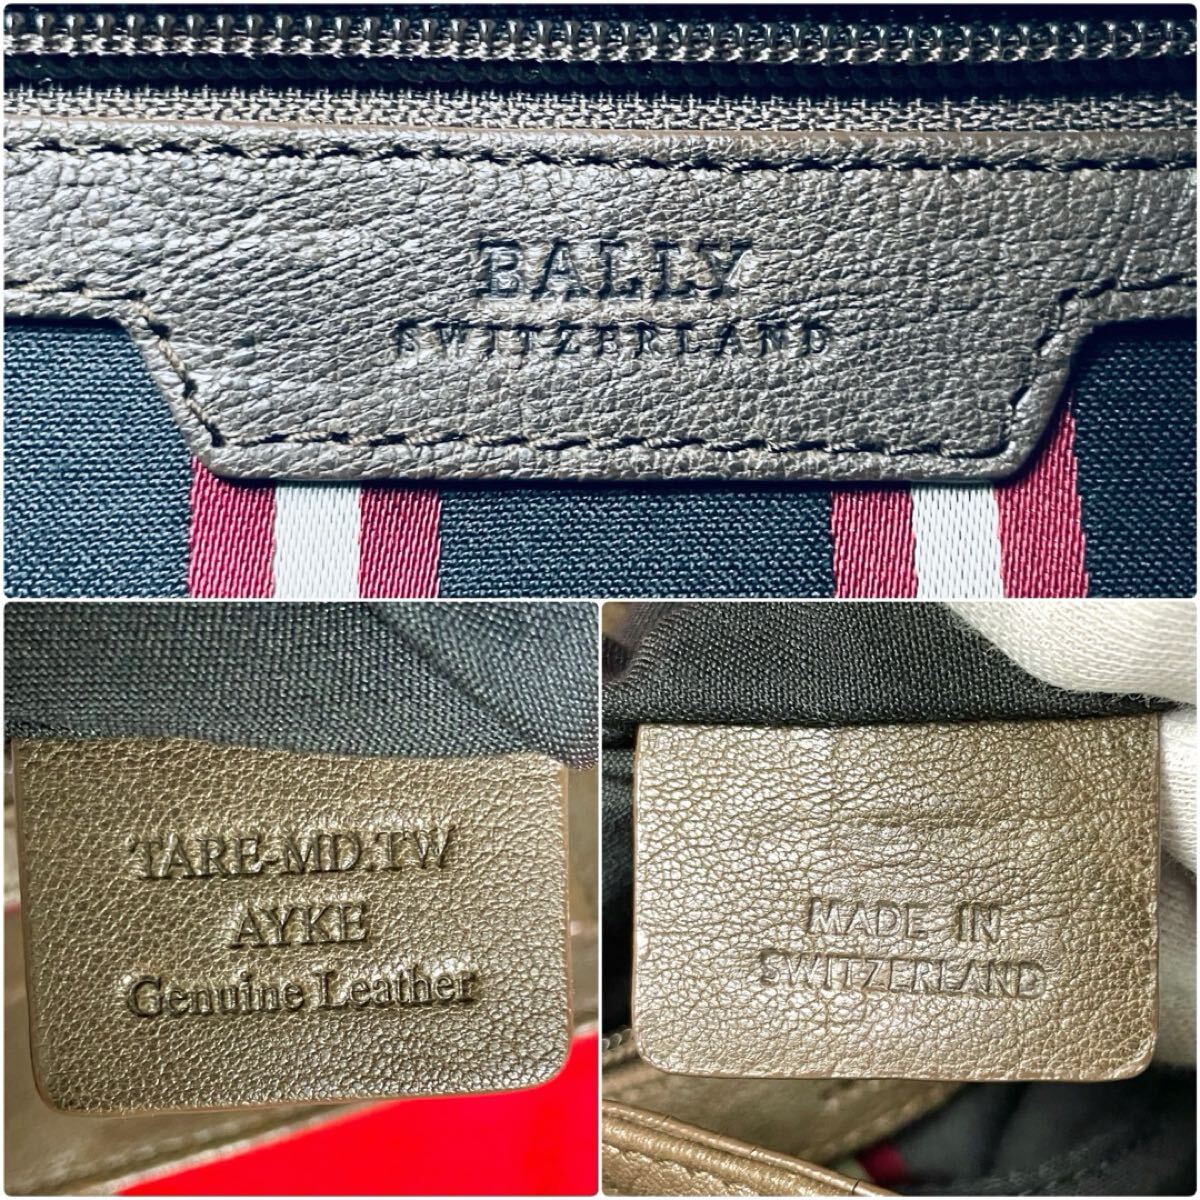 BALLY
SWITZERLAND
TARE-MD.TW
AYKE
Genuine Leather
MADE IN
SWITZERLAND